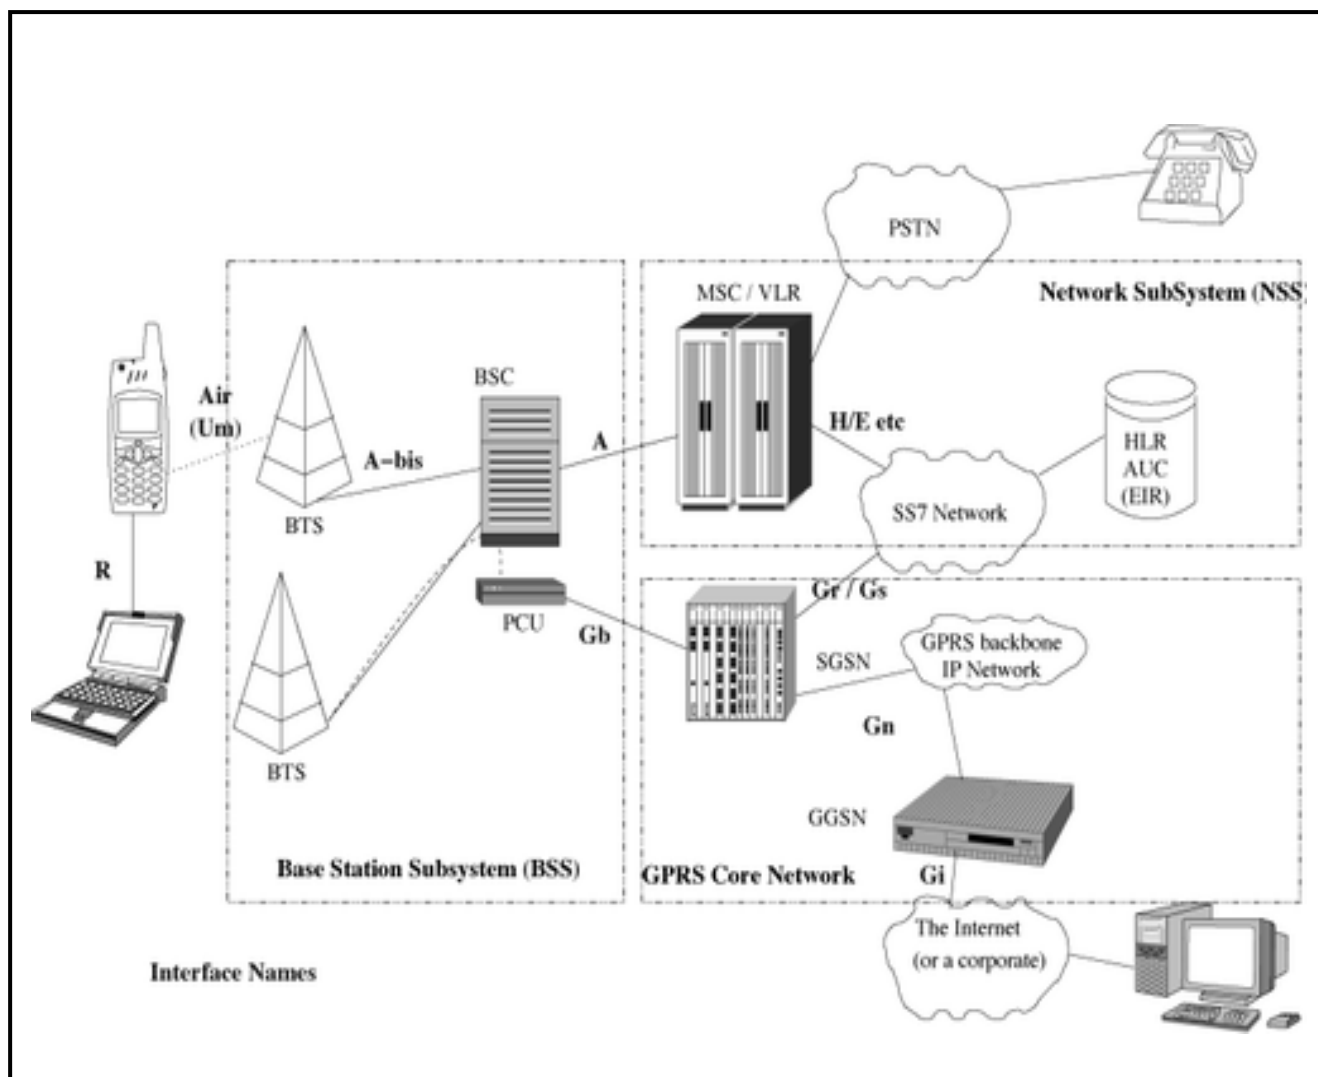 PSTN
MSC / VLR
Network SubSystem (NSS)
BSC
Air
(Um)
A-bis
A
H/E etc
HLR
AUC
(EIR)
BTS
SS7 Network
R
PCU
Gb
Gr / Gs
SGSN
GPRS backbone
IP Network
Gn
BTS
GGSN
Base Station Subsystem (BSS)
GPRS Core Network
Gi
The Internet
(or a corporate)
Interface Names